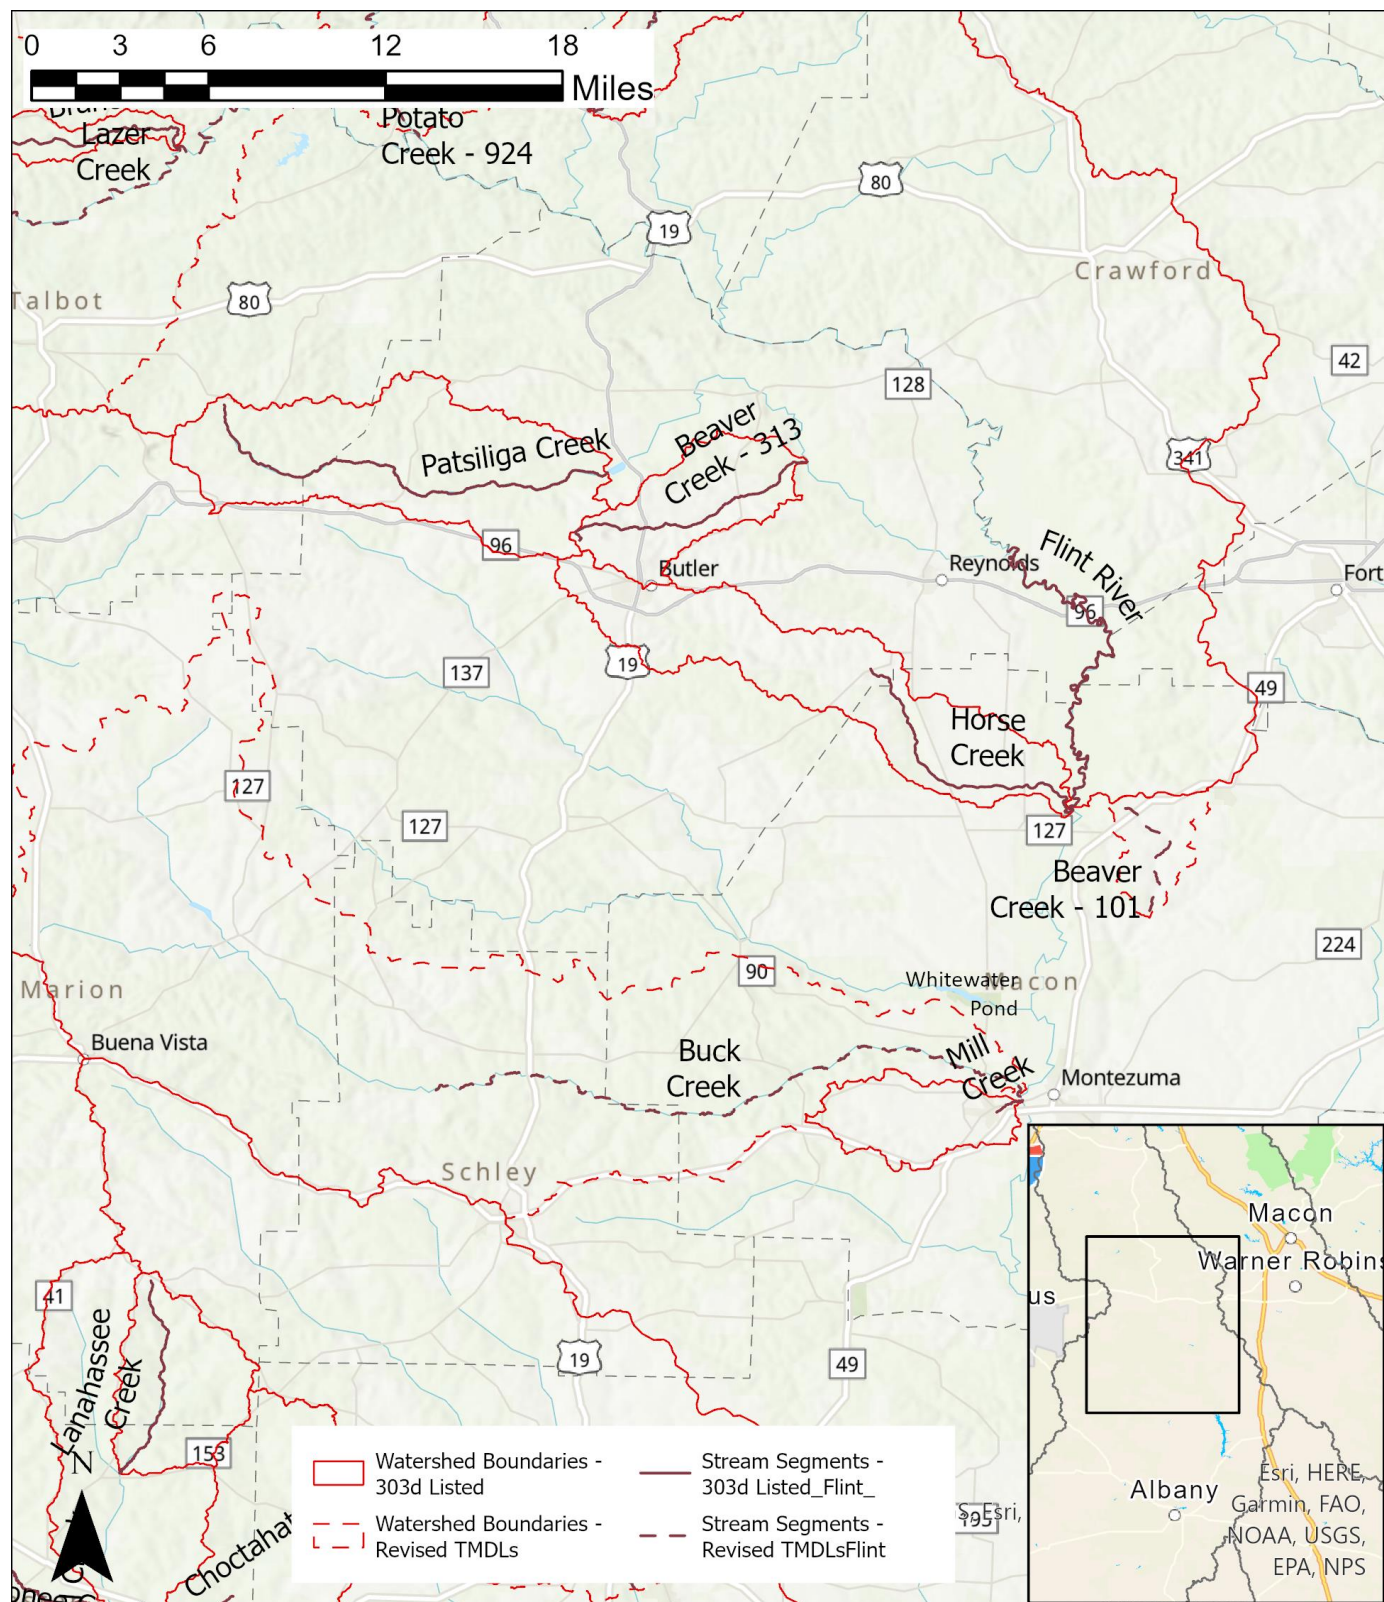 0 3 6 12 18
Miles
Lazer
Creek
Potato
Creek - 924
80
19
Crawford
Talbot
80
42
128
Beaver
Creek - 313
Patsiliga Creek
341
96
Flint River
Butler
Reynolds
Fort
96
19
137
49
Horse
Creek
127
127
127
Beaver
Creek - 101
224
90
Whitewater
Pond
Macon
Marion
Buena Vista
Buck
Creek
Mill
Creek
Montezuma
Schley
Macon
Warner Robins
us
41
Lanahassee
Creek
19
49
153
N
Choctahat
Watershed Boundaries -
303d Listed
Watershed Boundaries -
Revised TMDLs
Stream Segments -
303d Listed_Flint_
Stream Segments -
Revised TMDLsFlint
195
Albany
Esri, HERE,
Garmin, FAO,
NOAA, USGS,
EPA, NPS